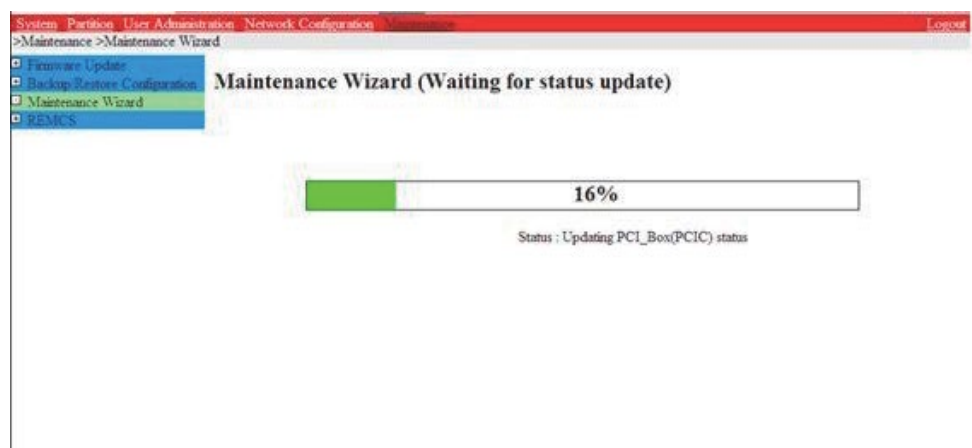 System Partition User Administration Network Configuration Maintenance Logout
>Maintenance >Maintenance Wizard
Firmware Update
Backup/Restore Configuration
Maintenance Wizard
REMCS
Maintenance Wizard (Waiting for status update)
16%
Status : Updating PCI_Box(PCIC) status